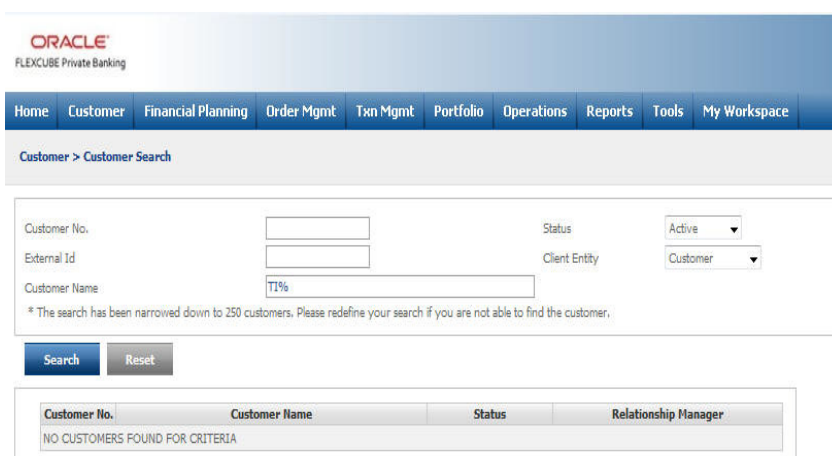 ORACLE
FLEXCUBE Private Banking
Home Customer Financial Planning Order Mgmt Txn Mgmt Portfolio Operations Reports Tools My Workspace
Customer > Customer Search
Customer No. Status Active
External Id Client Entity Customer
Customer Name TI%
* The search has been narrowed down to 250 customers. Please redefine your search if you are not able to find the customer.
Search Reset
Customer No. Customer Name Status Relationship Manager
NO CUSTOMERS FOUND FOR CRITERIA